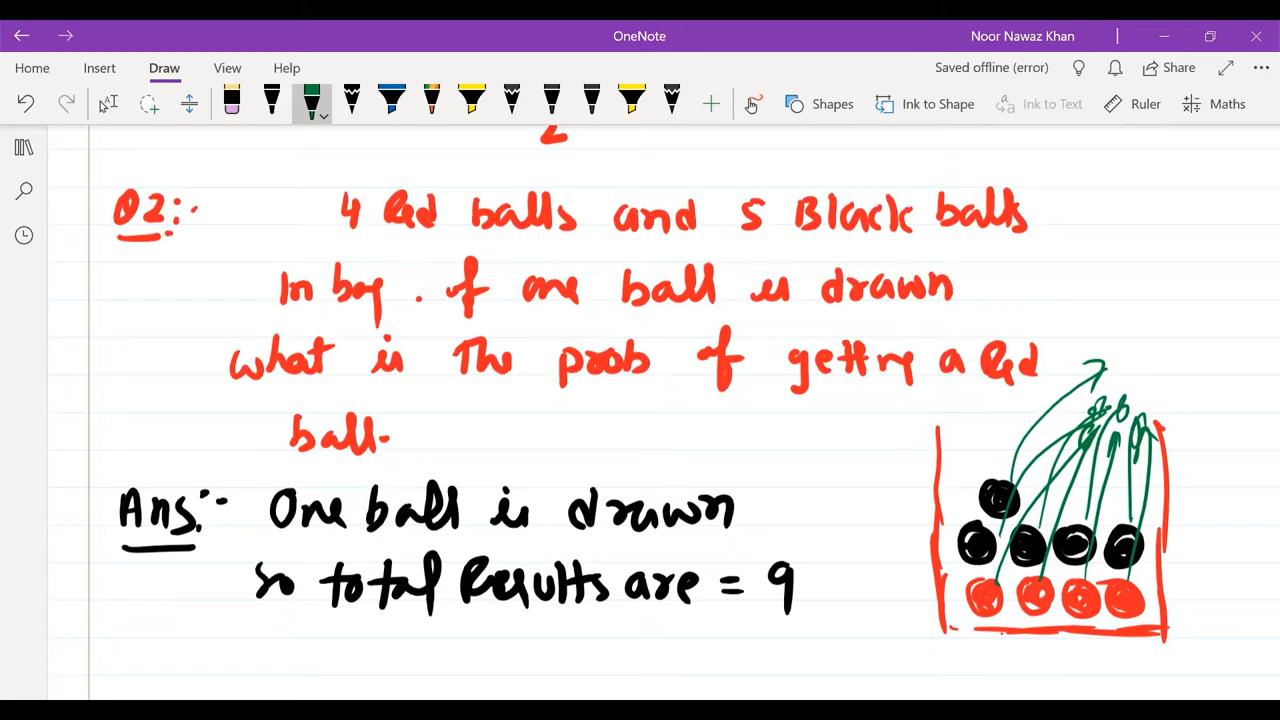 OneNote
Noor Nawaz Khan
Home Insert Draw View Help
Saved offline (error) Share
Shapes Ink to Shape Ink to Text Ruler Maths
2
Q2:- 4 Red balls and 5 Black balls
In bag. if one ball is drawn
what is the prob of getting a Red
ball.
Ans:- One ball is drawn
so total Results are = 9